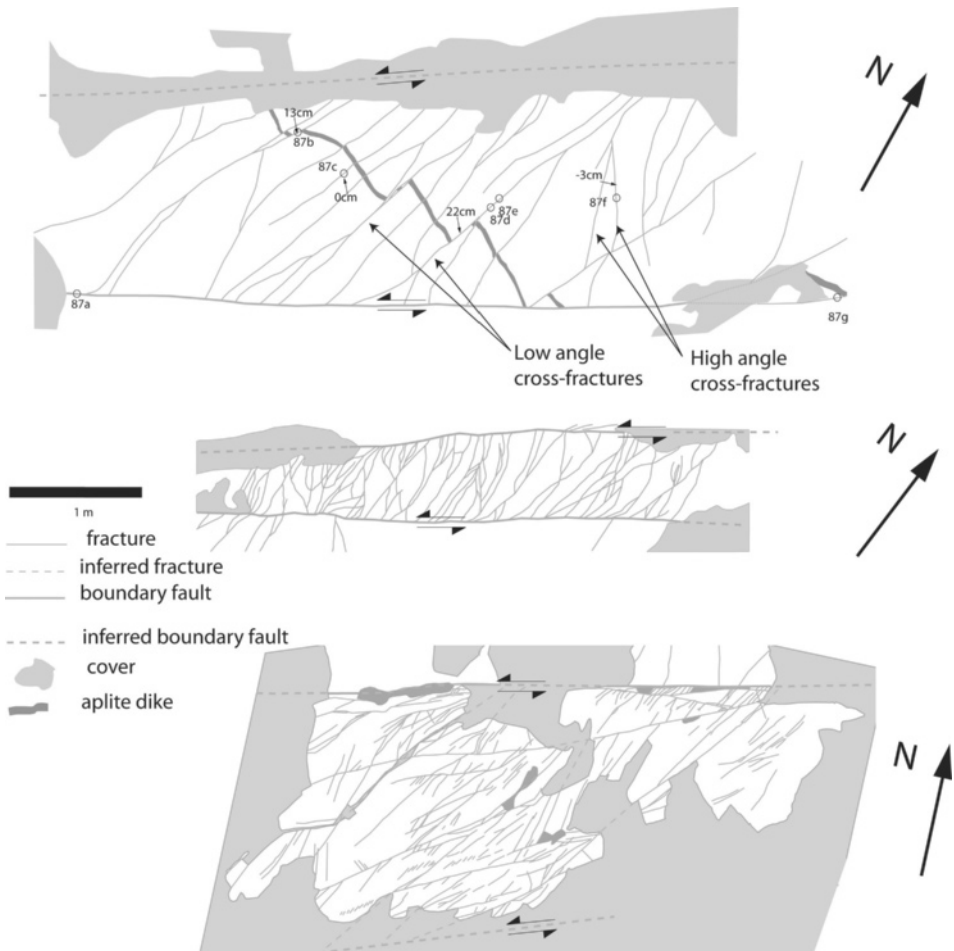 N
13cm
87b
87c
0cm
22cm
87e
87d
-3cm
87f
87a
87g
Low angle
cross-fractures
High angle
cross-fractures
N
1 m
fracture
inferred fracture
boundary fault
inferred boundary fault
cover
aplite dike
N